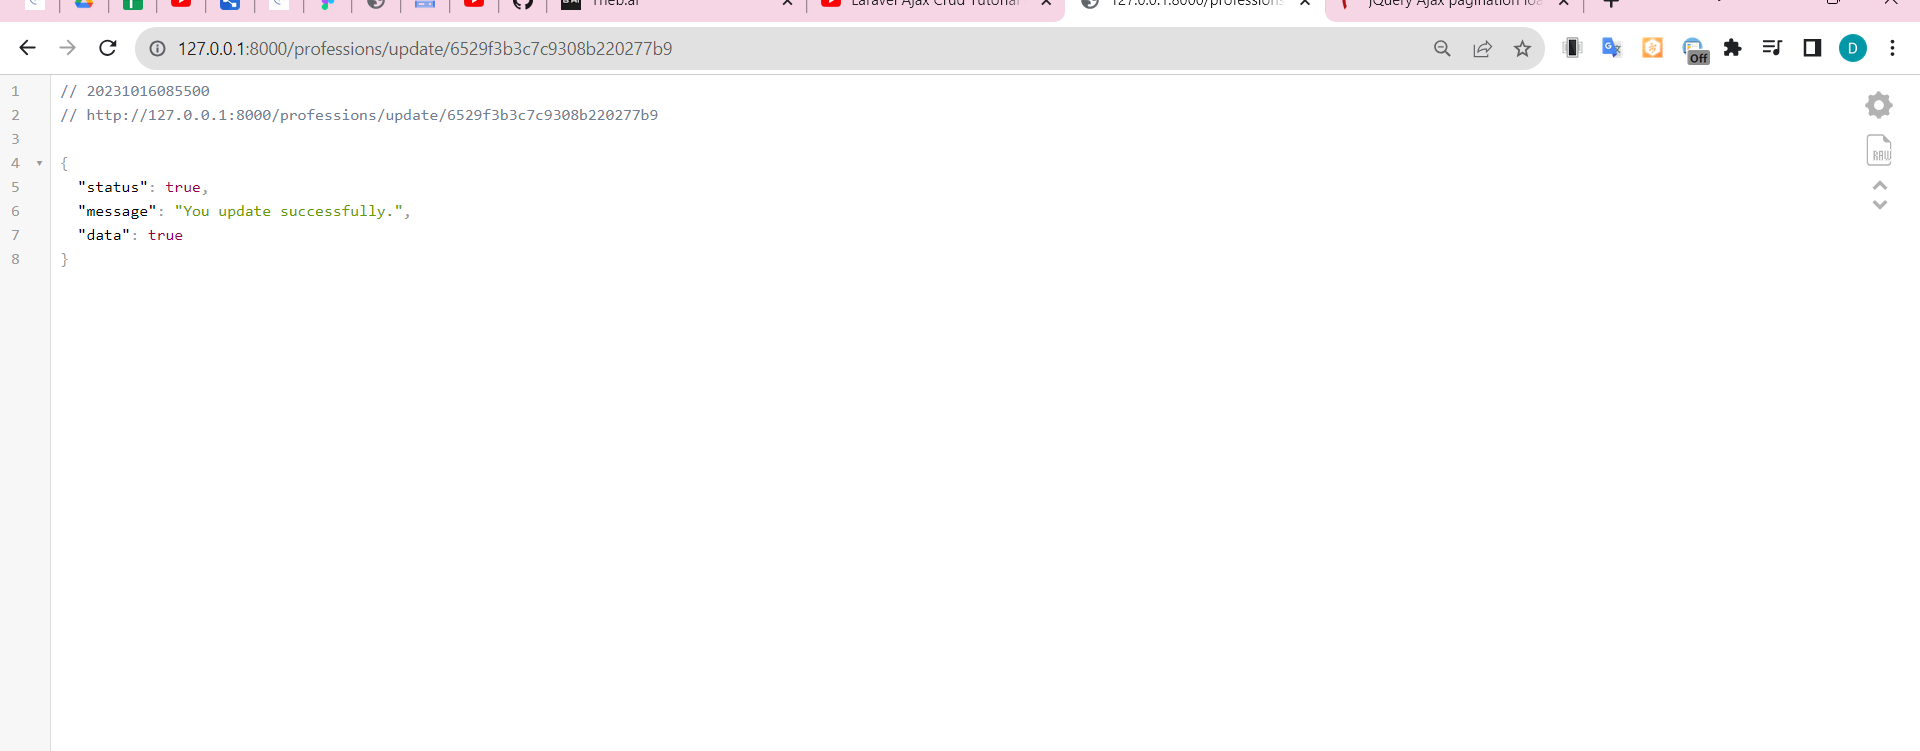 Theb.ai
Laravel Ajax Crud Tutorial
127.0.0.1:8000/professions
jQuery Ajax pagination loa
127.0.0.1:8000/professions/update/6529f3b3c7c9308b220277b9
Off
D
1 // 20231016085500
2 // http://127.0.0.1:8000/professions/update/6529f3b3c7c9308b220277b9
3
4 {
5 "status": true,
6 "message": "You update successfully.",
7 "data": true
8 }
RAW